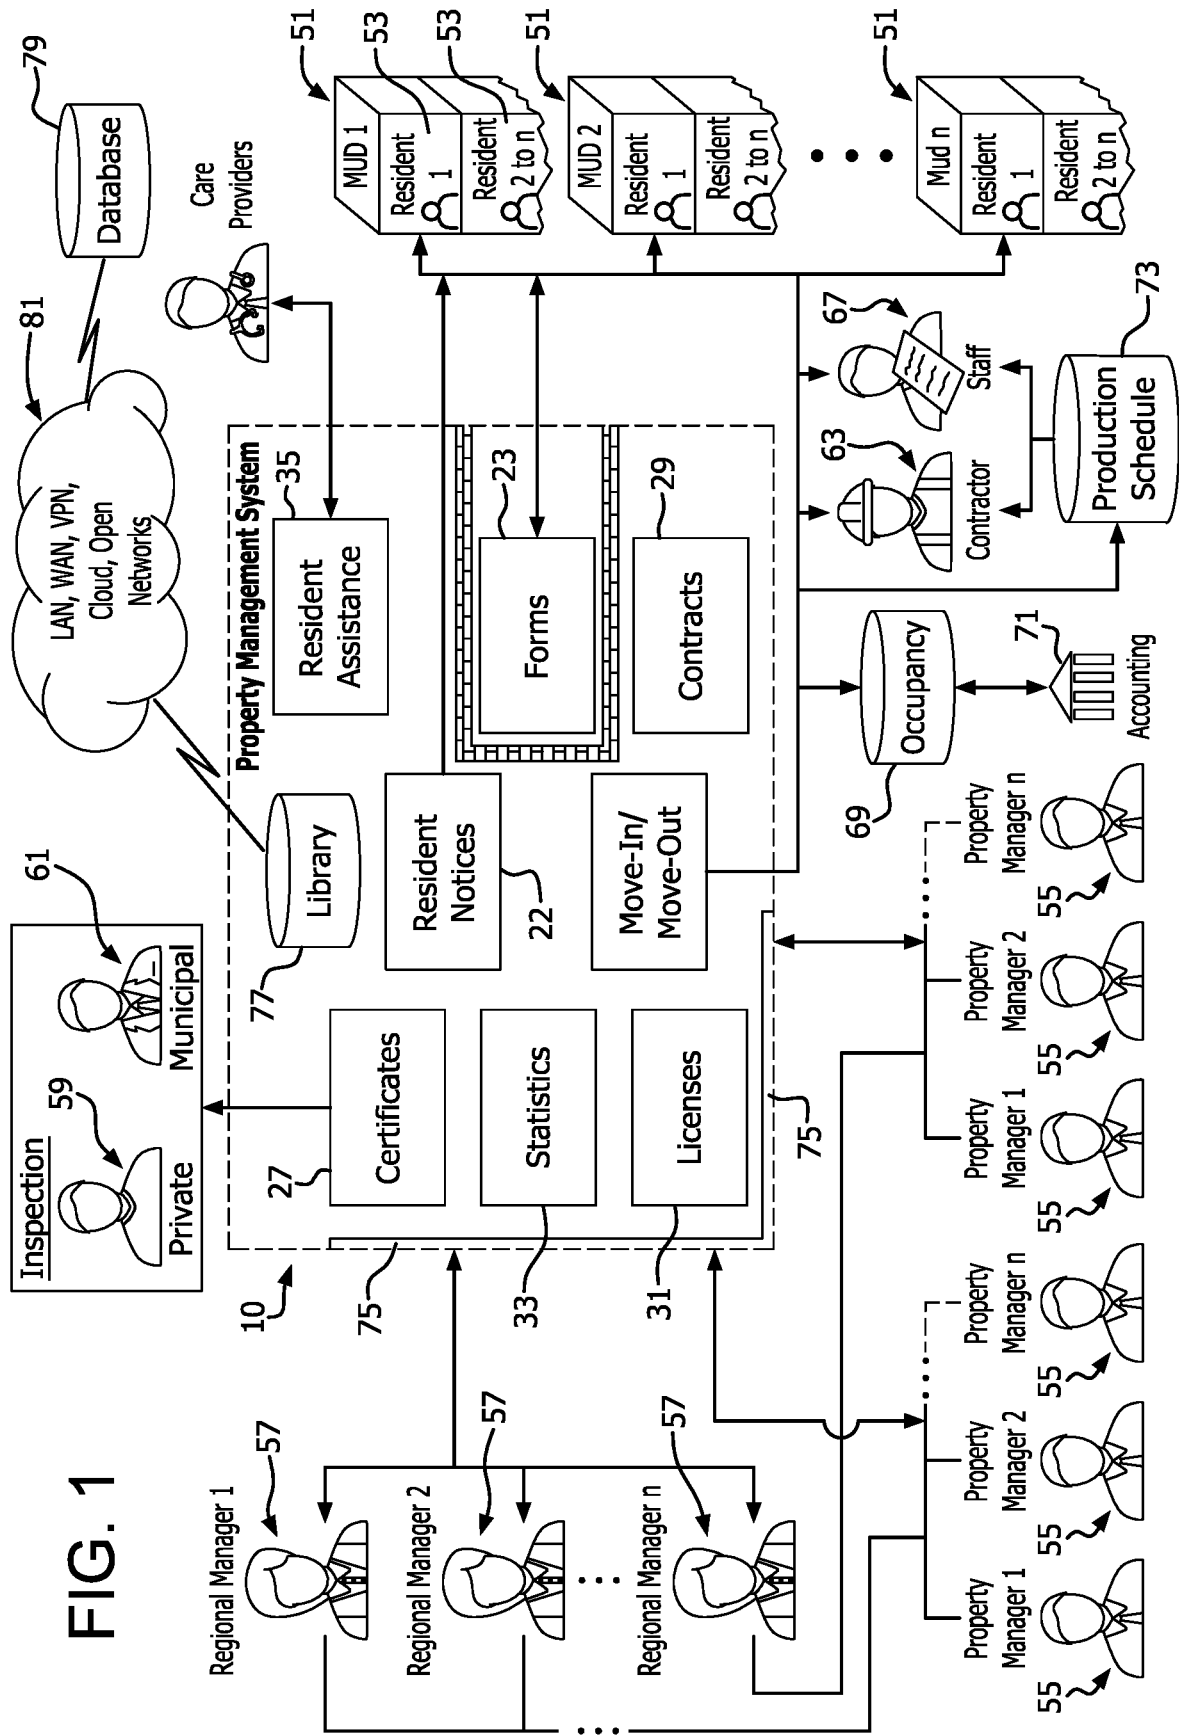 FIG. 1
Inspection
Private
59
Municipal
61
LAN, WAN, VPN,
Cloud, Open
Networks
81
Database
79
Care
Providers
Regional Manager 1
57
Regional Manager 2
57
Regional Manager n
57
10
75
Property Management System
27
Certificates
33
Statistics
31
Licenses
77
Library
Resident
Notices
22
Move-In/
Move-Out
Resident
Assistance
35
Forms
23
Contracts
29
75
MUD 1
Resident
1
Resident
2 to n
51
53
53
MUD 2
Resident
1
Resident
2 to n
51
Mud n
Resident
1
Resident
2 to n
51
Contractor
63
Staff
67
69
Occupancy
Production
Schedule
73
Accounting
71
Property
Manager 1
55
Property
Manager 2
55
Property
Manager n
55
Property
Manager 1
55
Property
Manager 2
55
Property
Manager n
55